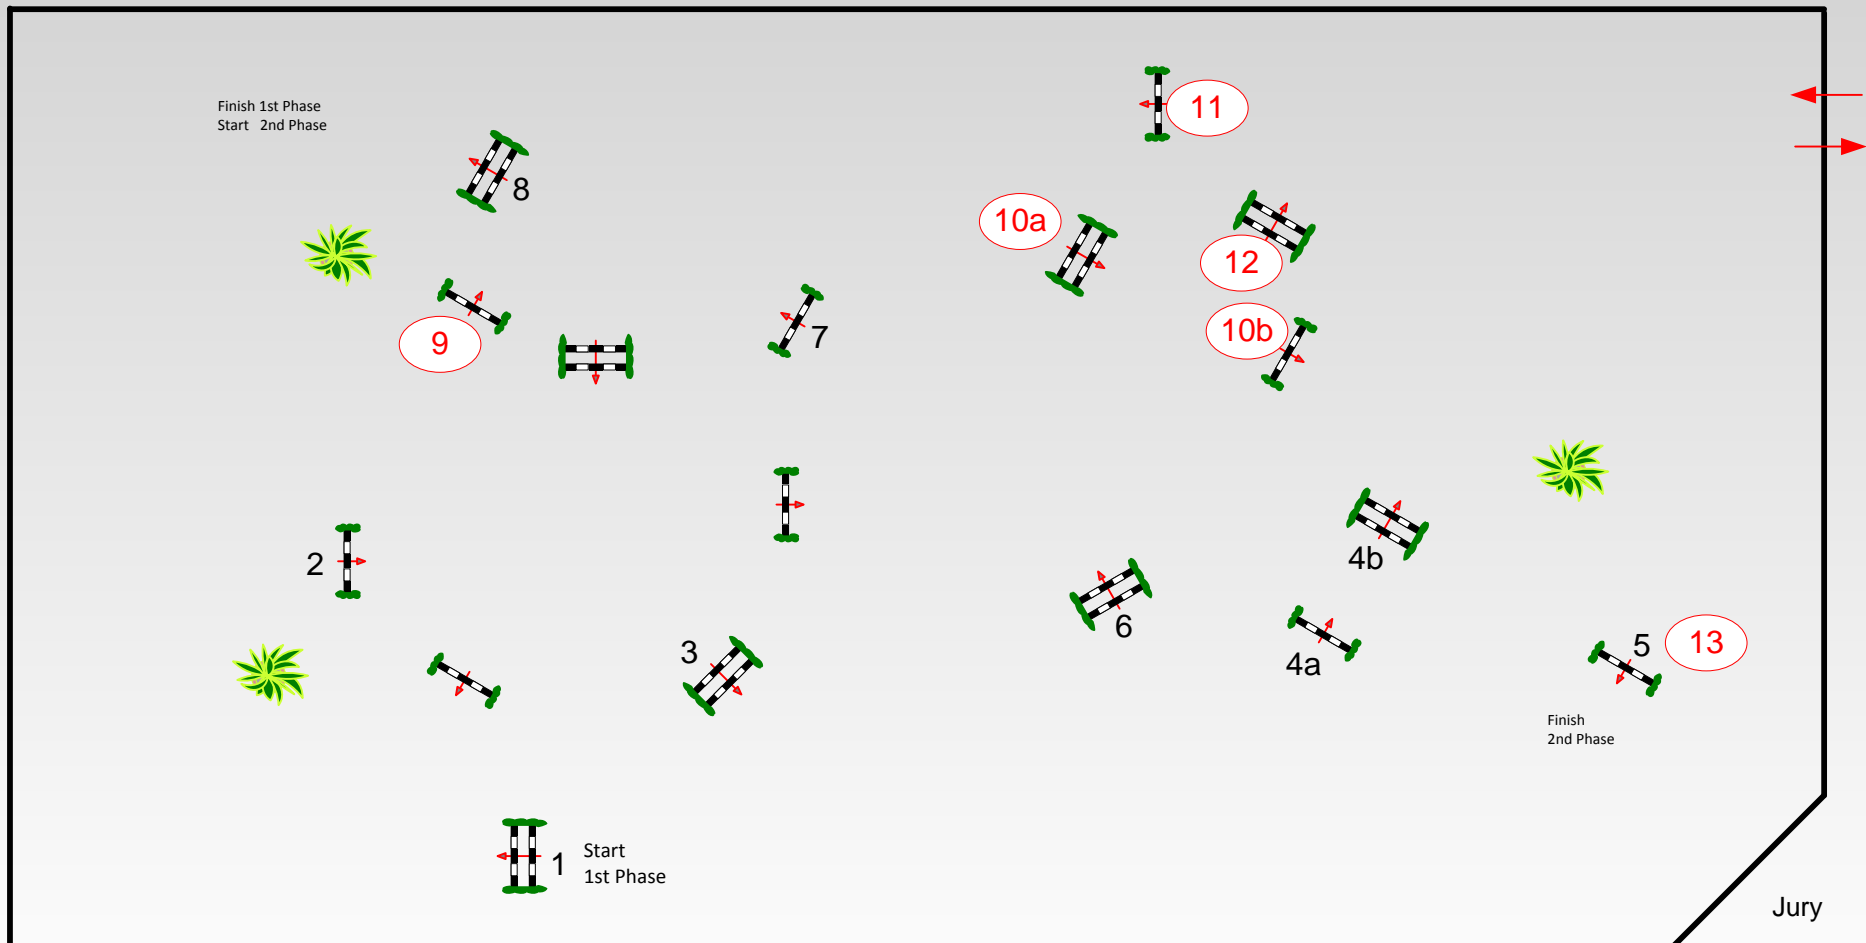 Finish 1st Phase
Start 2nd Phase
11
8
10a
12
9
7
10b
2
4b
3
6
4a
5
13
Finish
2nd Phase
1
Start
1st Phase
Jury